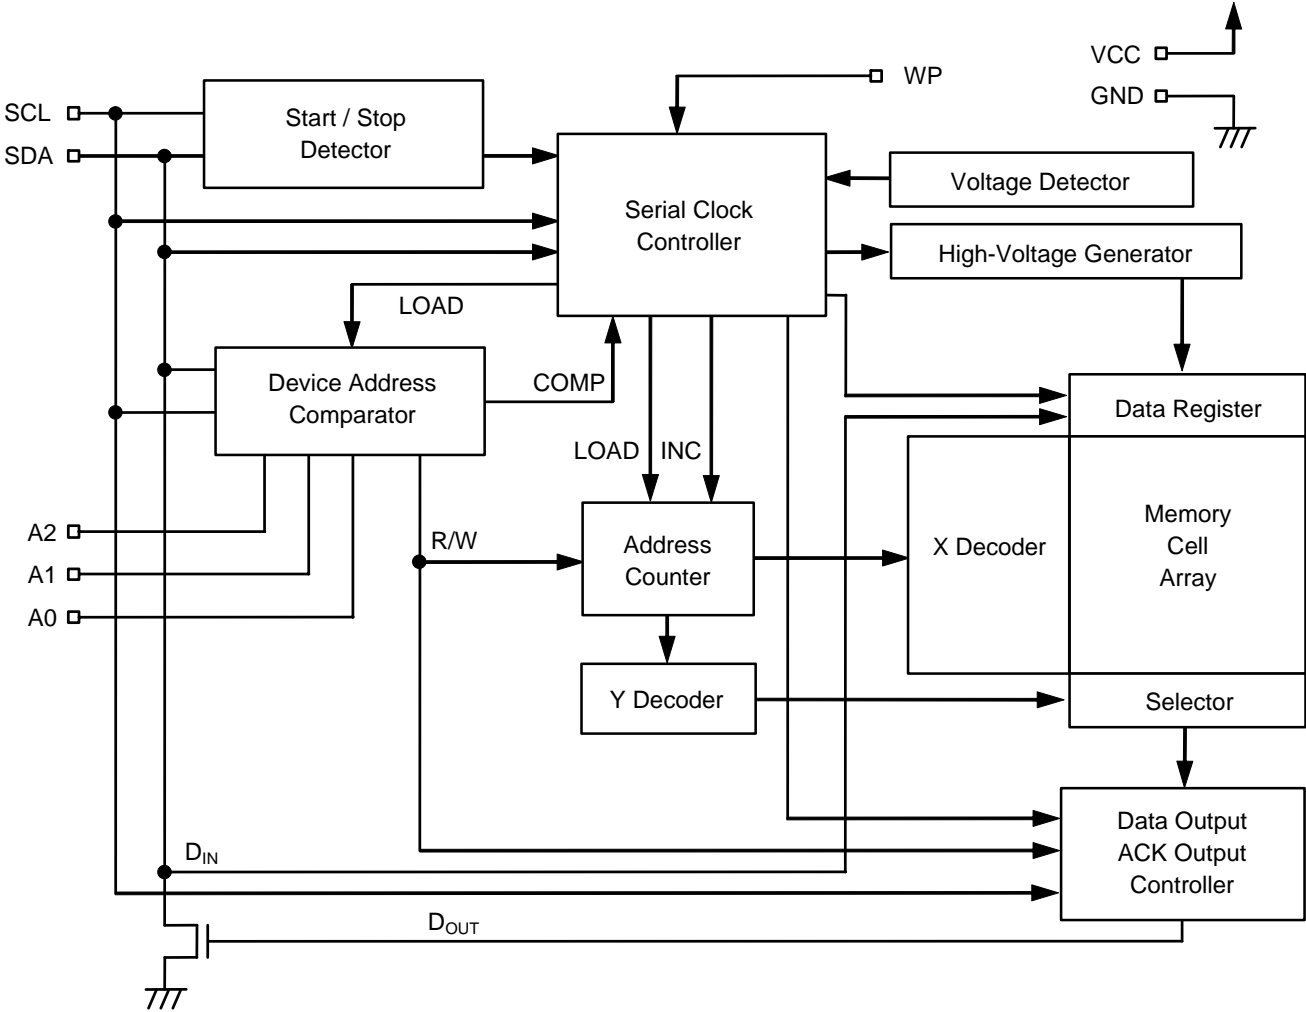 VCC
GND
WP
SCL
SDA
Start / Stop
Detector
Voltage Detector
Serial Clock
Controller
High-Voltage Generator
LOAD
Device Address
Comparator
COMP
Data Register
LOAD
INC
A2
A1
A0
R/W
Address
Counter
X Decoder
Memory
Cell
Array
Y Decoder
Selector
Data Output
ACK Output
Controller
DIN
DOUT